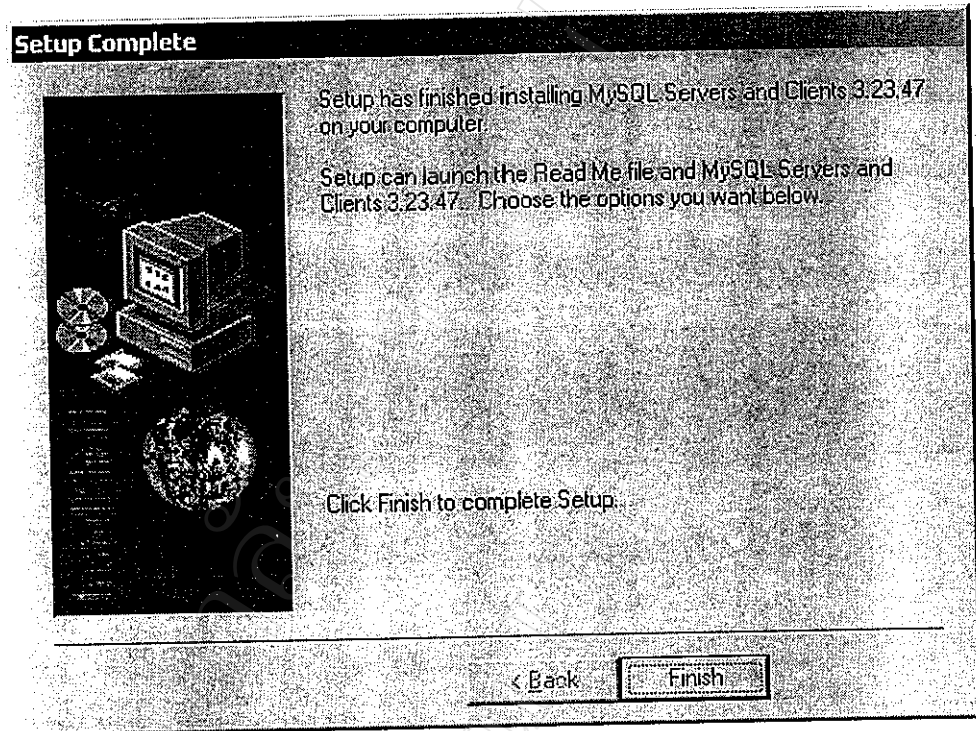 Setup Complete
Setup has finished installing MySQL Servers and Clients 3.23.47
on your computer.
Setup can launch the Read Me file and MySQL Servers and
Clients 3.23.47. Choose the options you want below.
Click Finish to complete Setup.
< Back
Finish